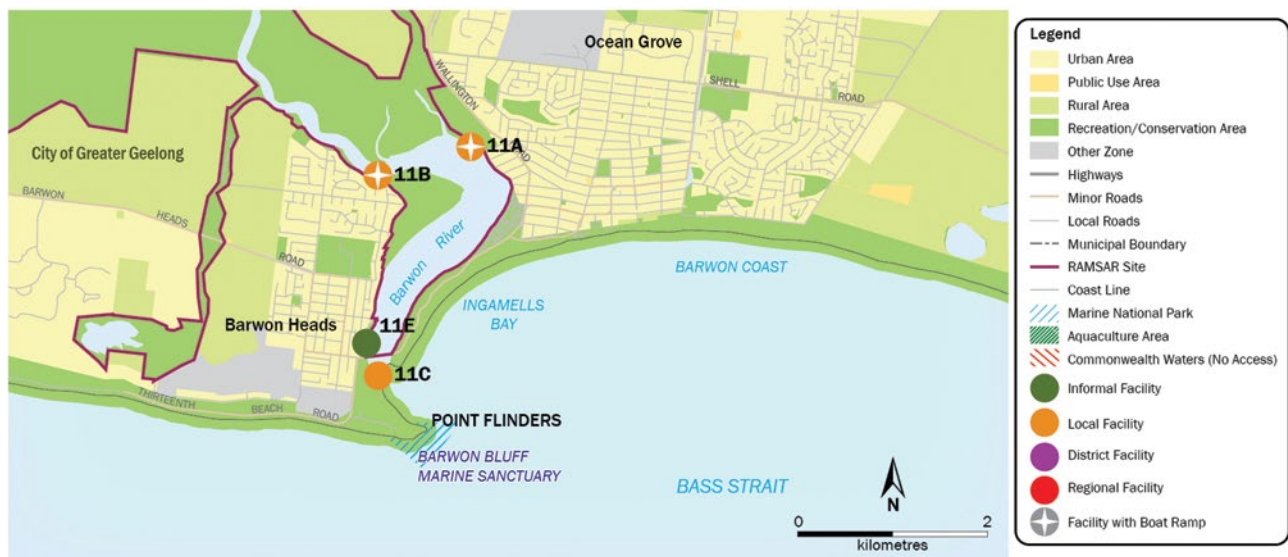 Ocean Grove
WALLINGTON
ROAD
SHELL
ROAD
11A
City of Greater Geelong
11B
BARWON
HEADS
ROAD
Barwon River
BARWON COAST
INGAMELLS
BAY
Barwon Heads
11E
11C
THIRTEENTH
BEACH
ROAD
POINT FLINDERS
BARWON BLUFF
MARINE SANCTUARY
BASS STRAIT
N
0 2
kilometres
Legend
Urban Area
Public Use Area
Rural Area
Recreation/Conservation Area
Other Zone
Highways
Minor Roads
Local Roads
Municipal Boundary
RAMSAR Site
Coast Line
Marine National Park
Aquaculture Area
Commonwealth Waters (No Access)
Informal Facility
Local Facility
District Facility
Regional Facility
Facility with Boat Ramp